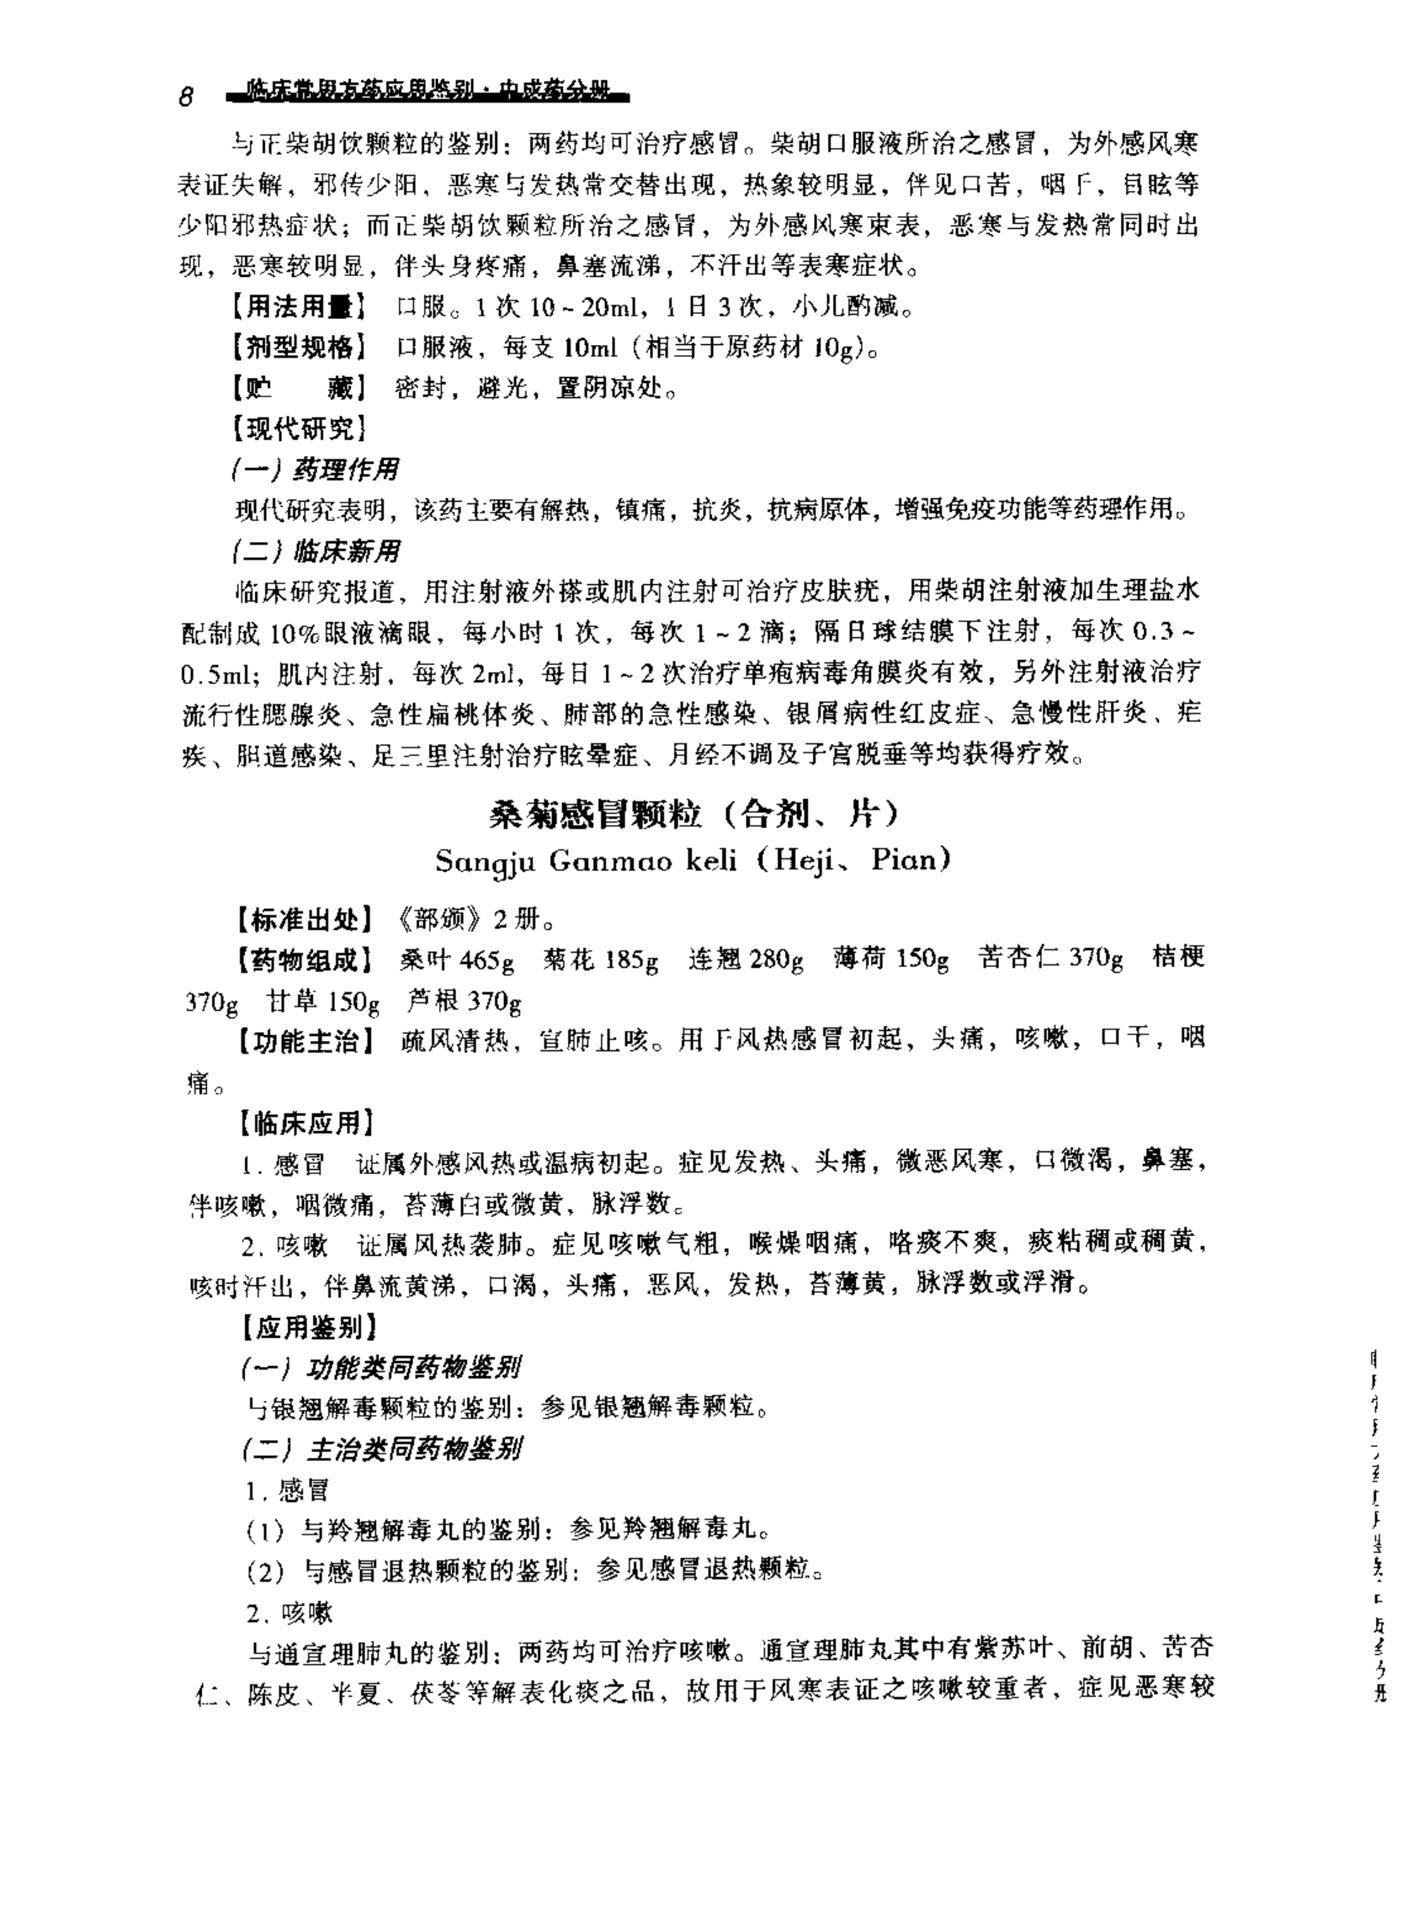 8 临床常用方药应用鉴别·中成药分册
与正柴胡饮颗粒的鉴别：两药均可治疗感冒。柴胡口服液所治之感冒，为外感风寒
表证失解，邪传少阳，恶寒与发热常交替出现，热象较明显，伴见口苦，咽干，目眩等
少阳邪热症状；而正柴胡饮颗粒所治之感冒，为外感风寒束表，恶寒与发热常同时出
现，恶寒较明显，伴头身疼痛，鼻塞流涕，不汗出等表寒症状。
【用法用量】 口服。1次10～20ml，1日3次，小儿酌减。
【剂型规格】 口服液，每支10ml（相当于原药材10g）。
【贮　　藏】 密封，避光，置阴凉处。
【现代研究】
(一) 药理作用
现代研究表明，该药主要有解热，镇痛，抗炎，抗病原体，增强免疫功能等药理作用。
(二) 临床新用
临床研究报道，用注射液外搽或肌内注射可治疗皮肤疣，用柴胡注射液加生理盐水
配制成10%眼液滴眼，每小时1次，每次1～2滴；隔日球结膜下注射，每次0.3～
0.5ml；肌内注射，每次2ml，每日1～2次治疗单疱病毒角膜炎有效，另外注射液治疗
流行性腮腺炎、急性扁桃体炎、肺部的急性感染、银屑病性红皮症、急慢性肝炎、疟
疾、胆道感染、足三里注射治疗眩晕症、月经不调及子宫脱垂等均获得疗效。
桑菊感冒颗粒（合剂、片）
Sangju Ganmao keli（Heji、Pian）
【标准出处】《部颁》2册。
【药物组成】 桑叶465g　菊花185g　连翘280g　薄荷150g　苦杏仁370g　桔梗
370g　甘草150g　芦根370g
【功能主治】 疏风清热，宣肺止咳。用于风热感冒初起，头痛，咳嗽，口干，咽
痛。
【临床应用】
1. 感冒　证属外感风热或温病初起。症见发热、头痛，微恶风寒，口微渴，鼻塞，
伴咳嗽，咽微痛，苔薄白或微黄，脉浮数。
2. 咳嗽　证属风热袭肺。症见咳嗽气粗，喉燥咽痛，咯痰不爽，痰粘稠或稠黄，
咳时汗出，伴鼻流黄涕，口渴，头痛，恶风，发热，苔薄黄，脉浮数或浮滑。
【应用鉴别】
(一) 功能类同药物鉴别
与银翘解毒颗粒的鉴别：参见银翘解毒颗粒。
(二) 主治类同药物鉴别
1. 感冒
(1) 与羚翘解毒丸的鉴别：参见羚翘解毒丸。
(2) 与感冒退热颗粒的鉴别：参见感冒退热颗粒。
2. 咳嗽
与通宣理肺丸的鉴别：两药均可治疗咳嗽。通宣理肺丸其中有紫苏叶、前胡、苦杏
仁、陈皮、半夏、茯苓等解表化痰之品，故用于风寒表证之咳嗽较重者，症见恶寒较